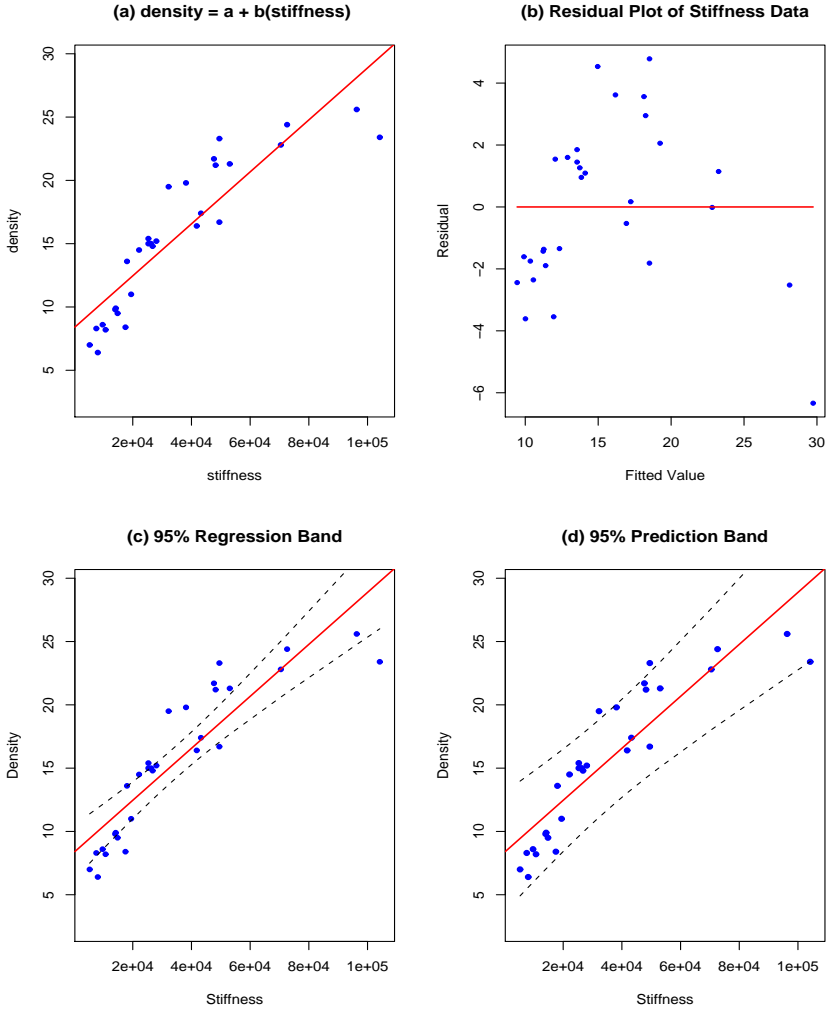 (a) density = a + b(stiffness)
density
30
25
20
15
10
5
2e+04 4e+04 6e+04 8e+04 1e+05
stiffness
(b) Residual Plot of Stiffness Data
Residual
4
2
0
−2
−4
−6
10 15 20 25 30
Fitted Value
(c) 95% Regression Band
Density
30
25
20
15
10
5
2e+04 4e+04 6e+04 8e+04 1e+05
Stiffness
(d) 95% Prediction Band
Density
30
25
20
15
10
5
2e+04 4e+04 6e+04 8e+04 1e+05
Stiffness